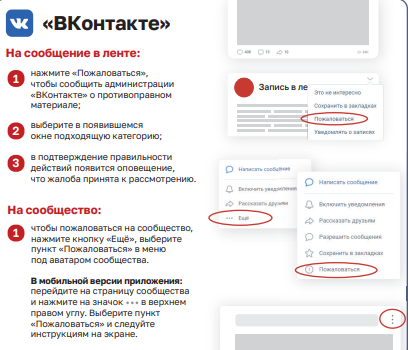 «ВКонтакте»
На сообщение в ленте:
1 нажмите «Пожаловаться»,
чтобы сообщить администрации
«ВКонтакте» о противоправном
материале;
2 выберите в появившемся
окне подходящую категорию;
3 в подтверждение правильности
действий появится оповещение,
что жалоба принята к рассмотрению.
На сообщество:
1 чтобы пожаловаться на сообщество,
нажмите кнопку «Ещё», выберите
пункт «Пожаловаться» в меню
под аватаром сообщества.
В мобильной версии приложения:
перейдите на страницу сообщества
и нажмите на значок ••• в верхнем
правом углу. Выберите пункт
«Пожаловаться» и следуйте
инструкциям на экране.
Запись в ле
Это не интересно
Сохранить в закладках
Пожаловаться
Уведомлять о записях
Написать сообщение
Включить уведомления
Рассказать друзьям
Ещё
Написать сообщение
Включить уведомления
Рассказать друзьям
Разрешить сообщения
Сохранить в закладках
Пожаловаться